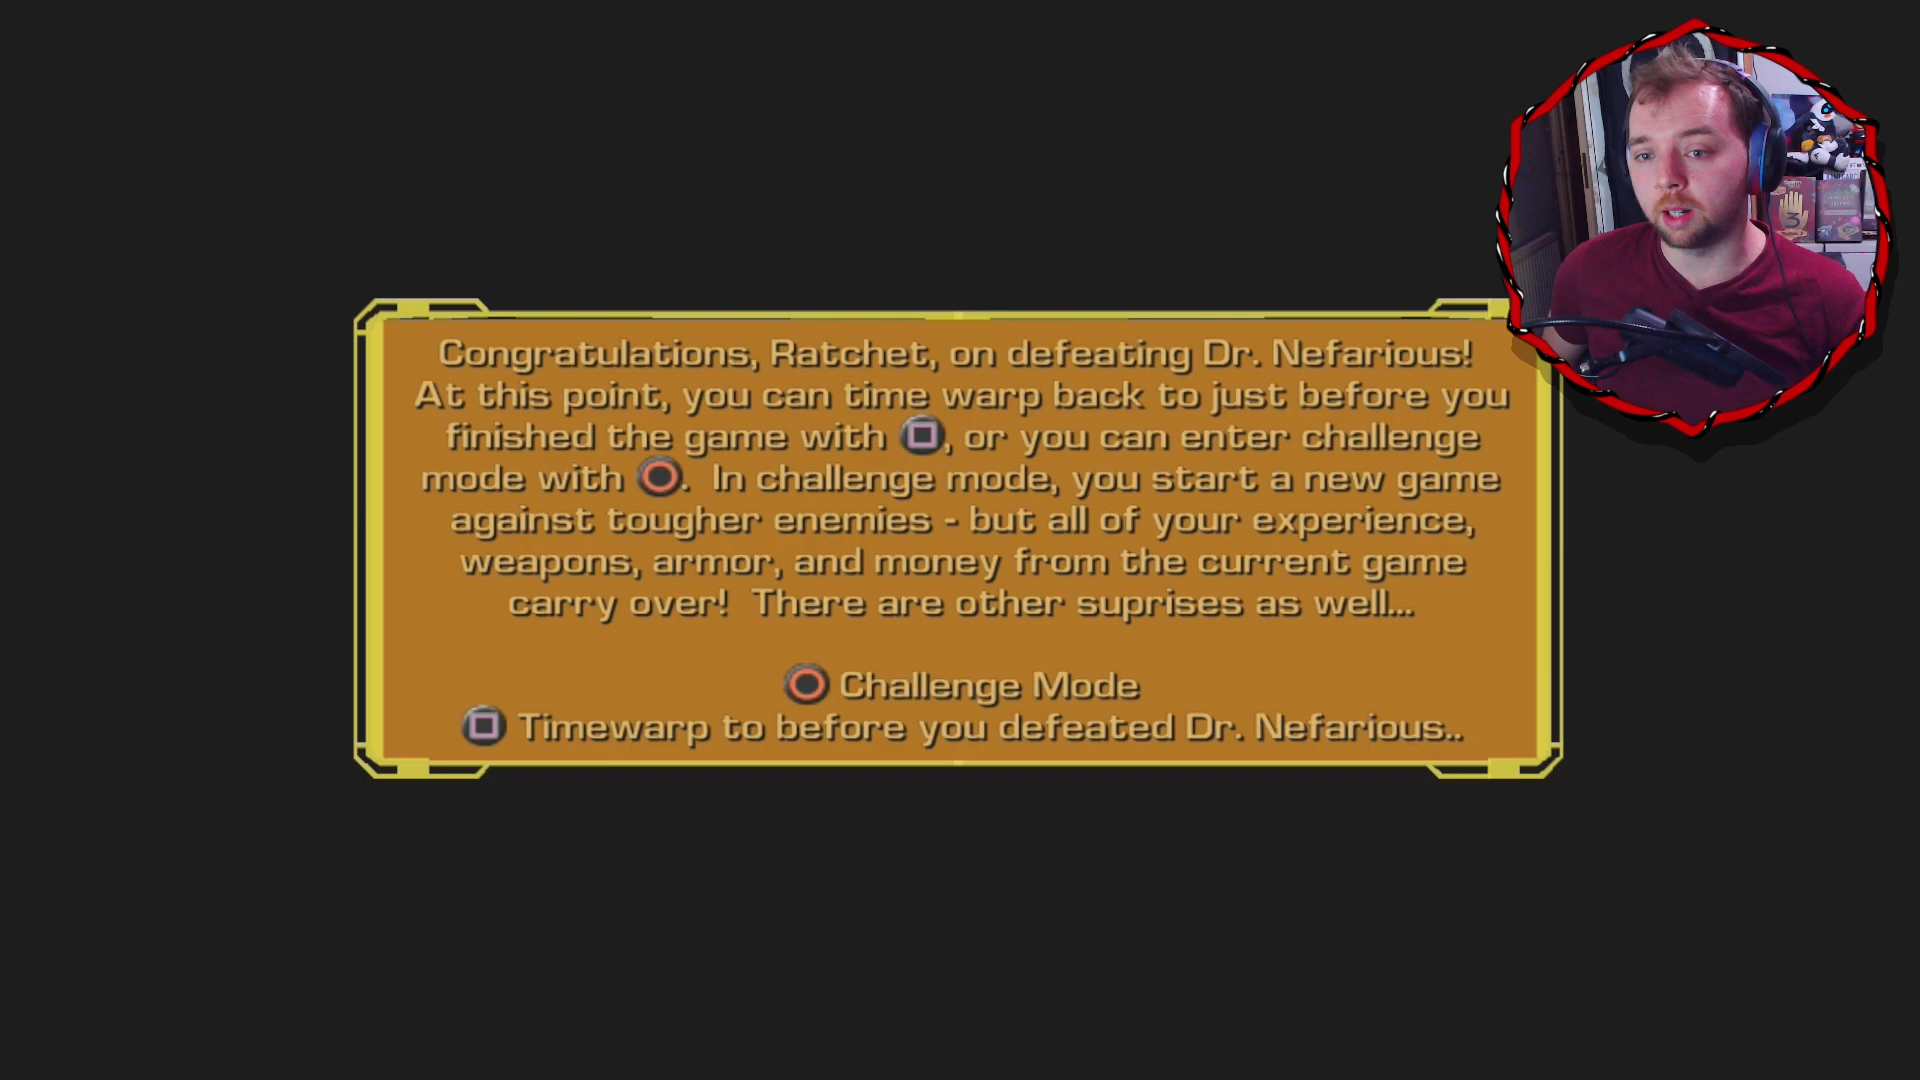 Congratulations, Ratchet, on defeating Dr. Nefarious!
At this point, you can time warp back to just before you
finished the game with , or you can enter challenge
mode with . In challenge mode, you start a new game
against tougher enemies - but all of your experience,
weapons, armor, and money from the current game
carry over! There are other suprises as well...
Challenge Mode
Timewarp to before you defeated Dr. Nefarious..
3